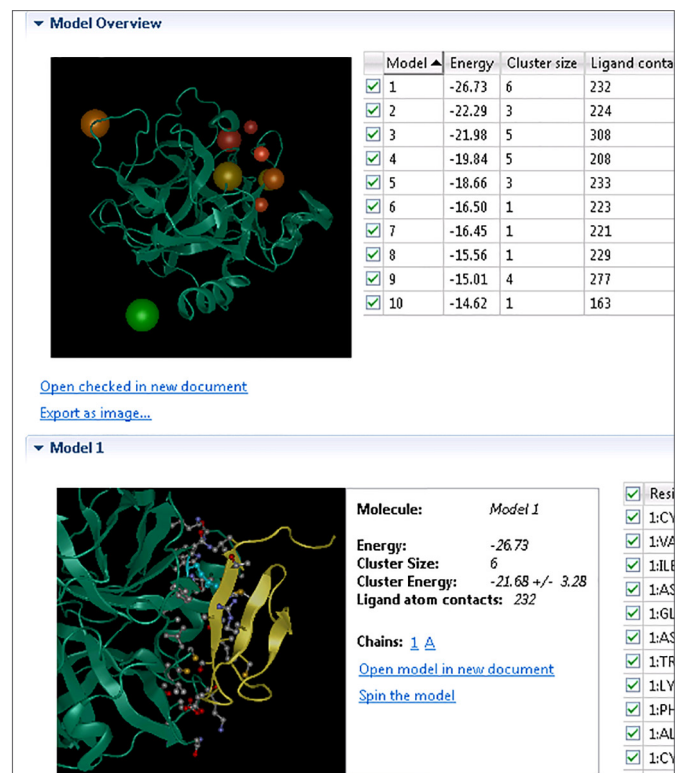 Model Overview
Model Energy Cluster size Ligand conta
1 -26.73 6 232
2 -22.29 3 224
3 -21.98 5 308
4 -19.84 5 208
5 -18.66 3 233
6 -16.50 1 223
7 -16.45 1 221
8 -15.56 1 229
9 -15.01 4 277
10 -14.62 1 163
Open checked in new document
Export as image...
Model 1
Molecule: Model 1
Energy: -26.73
Cluster Size: 6
Cluster Energy: -21.68 +/- 3.28
Ligand atom contacts: 232
Chains: 1 A
Open model in new document
Spin the model
Resi
1:CY
1:VA
1:ILE
1:AS
1:GL
1:AS
1:TR
1:LY
1:PH
1:AL
1:CY